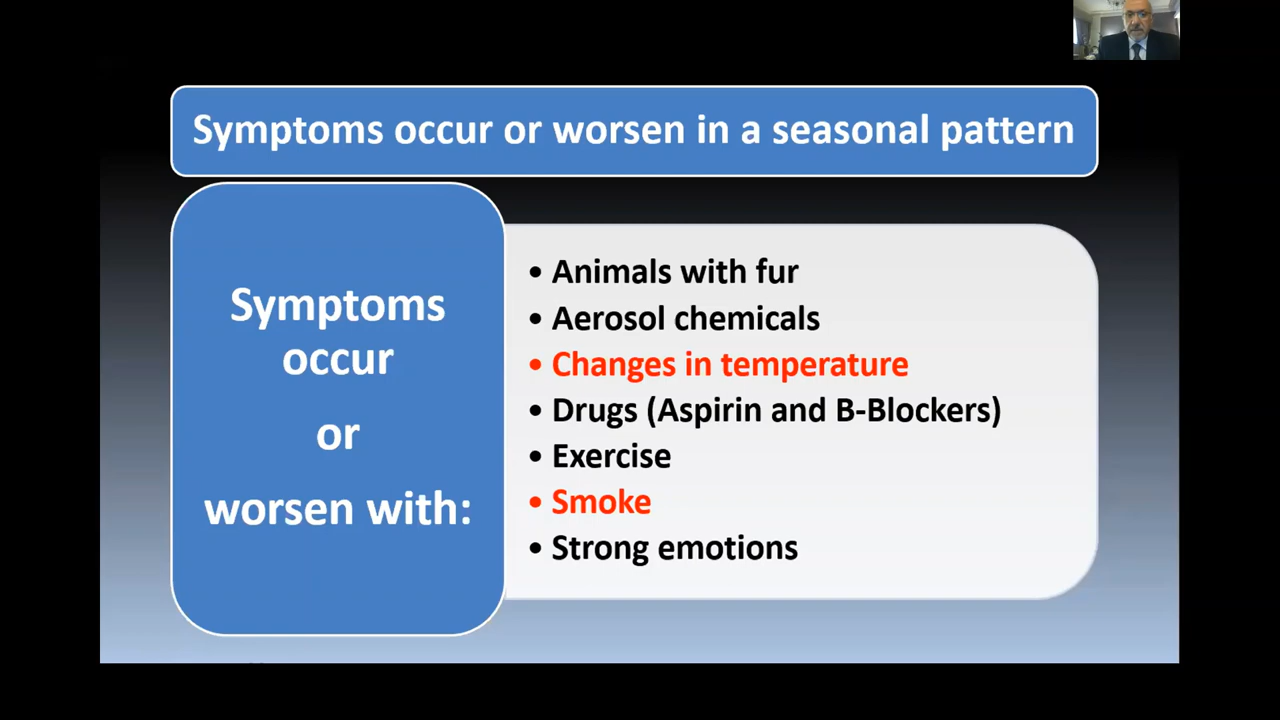 Symptoms occur or worsen in a seasonal pattern
Symptoms
occur
or
worsen with:
• Animals with fur
• Aerosol chemicals
• Changes in temperature
• Drugs (Aspirin and B-Blockers)
• Exercise
• Smoke
• Strong emotions